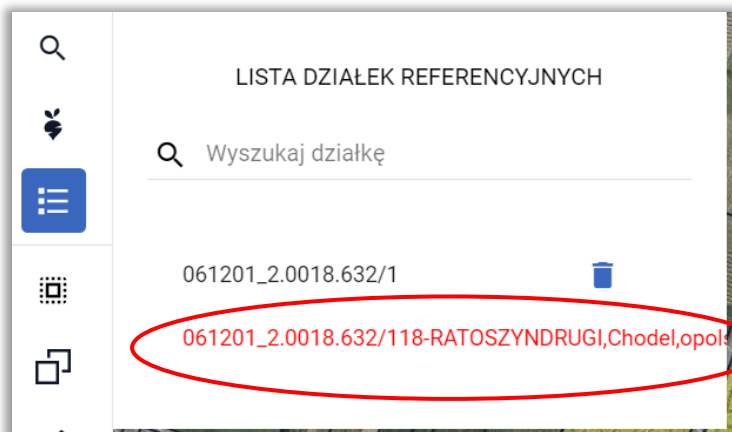 LISTA DZIAŁEK REFERENCYJNYCH
Wyszukaj działkę
061201_2.0018.632/1
061201_2.0018.632/118-RATOSZYNDRUGI,Chodel,opols